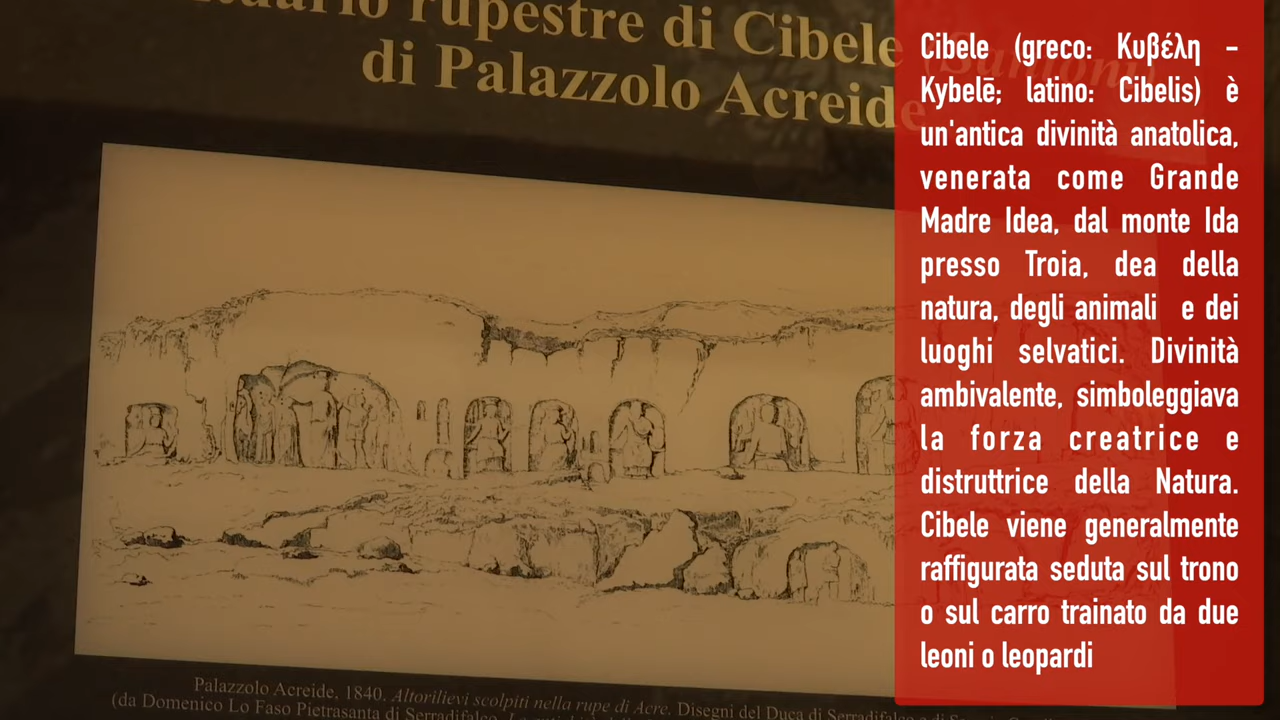 rupestre di Cibele
di Palazzolo Acreide
Palazzolo Acreide, 1840. Altorilievi scolpiti nella rupe di Acre. Disegni del Duca di Serradifalco e di
(da Domenico Lo Faso Pietrasanta di Serradifalco,
Cibele (greco: Κυβέλη –
Kybelē; latino: Cibelis) è
un'antica divinità anatolica,
venerata come Grande
Madre Idea, dal monte Ida
presso Troia, dea della
natura, degli animali e dei
luoghi selvatici. Divinità
ambivalente, simboleggiava
la forza creatrice e
distruttrice della Natura.
Cibele viene generalmente
raffigurata seduta sul trono
o sul carro trainato da due
leoni o leopardi